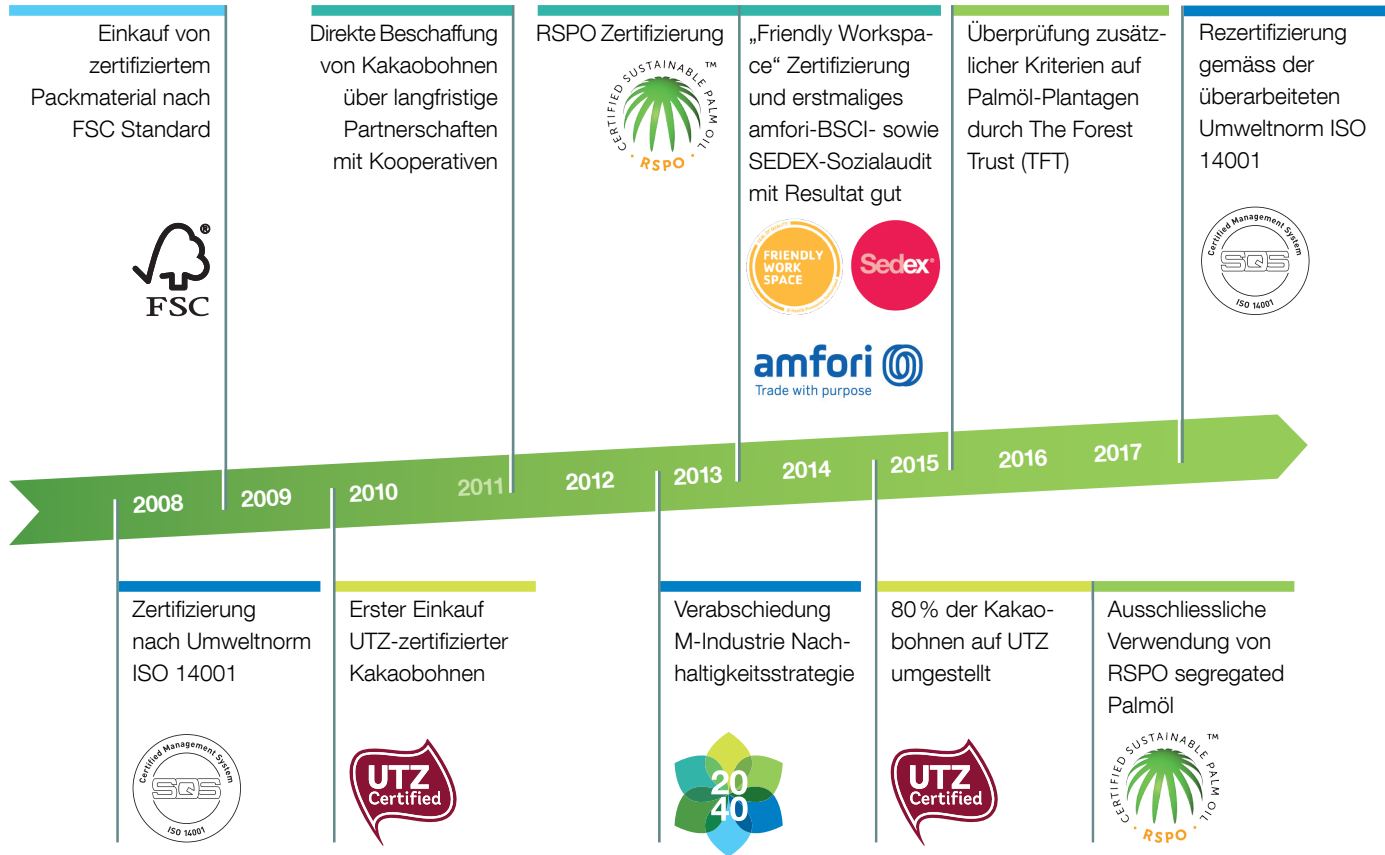 Einkauf von
zertifiziertem
Packmaterial nach
FSC Standard
®
FSC
Direkte Beschaffung
von Kakaobohnen
über langfristige
Partnerschaften
mit Kooperativen
RSPO Zertifizierung
CERTIFIED SUSTAINABLE PALM OIL ™
RSPO
„Friendly Workspa-
ce“ Zertifizierung
und erstmaliges
amfori-BSCI- sowie
SEDEX-Sozialaudit
mit Resultat gut
FRIENDLY
WORK
SPACE
Sedex®
amfori
Trade with purpose
Überprüfung zusätz-
licher Kriterien auf
Palmöl-Plantagen
durch The Forest
Trust (TFT)
Rezertifizierung
gemäss der
überarbeiteten
Umweltnorm ISO
14001
Certified Management System
SQS
ISO 14001
2008
2009
2010
2011
2012
2013
2014
2015
2016
2017
Zertifizierung
nach Umweltnorm
ISO 14001
Certified Management System
SQS
ISO 14001
Erster Einkauf
UTZ-zertifizierter
Kakaobohnen
UTZ
Certified
Verabschiedung
M-Industrie Nach-
haltigkeitsstrategie
20
40
80 % der Kakao-
bohnen auf UTZ
umgestellt
UTZ
Certified
Ausschliessliche
Verwendung von
RSPO segregated
Palmöl
CERTIFIED SUSTAINABLE PALM OIL ™
RSPO